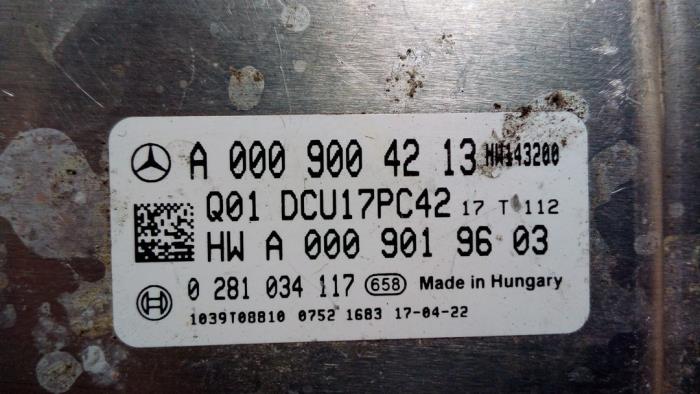 A 000 900 42 13 HW143200
Q01 DCU17PC42 17 T 112
HW A 000 901 96 03
0 281 034 117 658 Made in Hungary
1039T08810 0752 1683 17-04-22